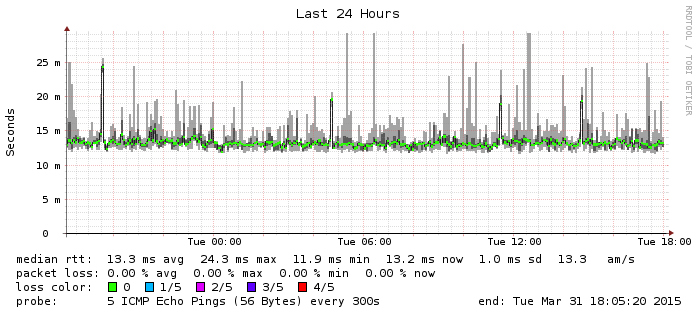 Last 24 Hours
RRDTOOL / TOBI OETIKER
Seconds
25 m
20 m
15 m
10 m
5 m
0
Tue 00:00 Tue 06:00 Tue 12:00 Tue 18:00
median rtt: 13.3 ms avg 24.3 ms max 11.9 ms min 13.2 ms now 1.0 ms sd 13.3 am/s
packet loss: 0.00 % avg 0.00 % max 0.00 % min 0.00 % now
loss color: 0 1/5 2/5 3/5 4/5
probe: 5 ICMP Echo Pings (56 Bytes) every 300s end: Tue Mar 31 18:05:20 2015